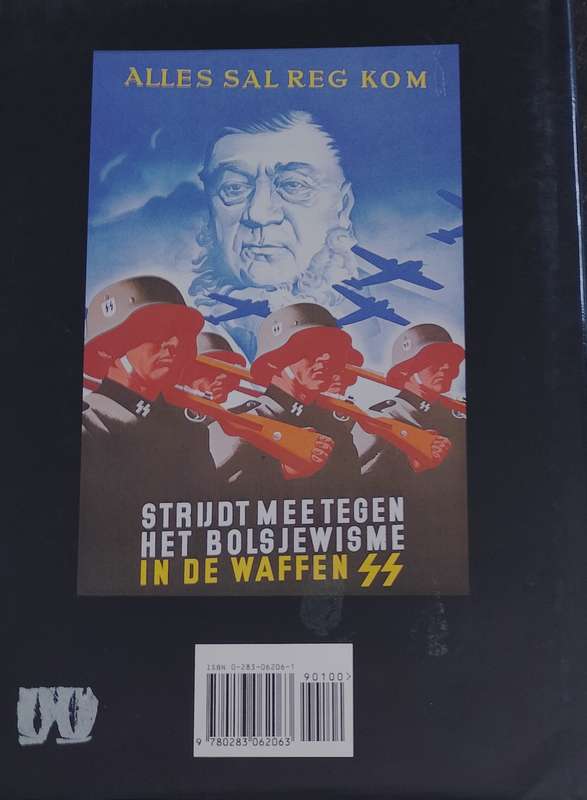 ALLES SAL REG KOM
STRIJDT MEE TEGEN
HET BOLSJEWISME
IN DE WAFFEN SS
ISBN 0-283-06206-1
90100>
9 780283 062063